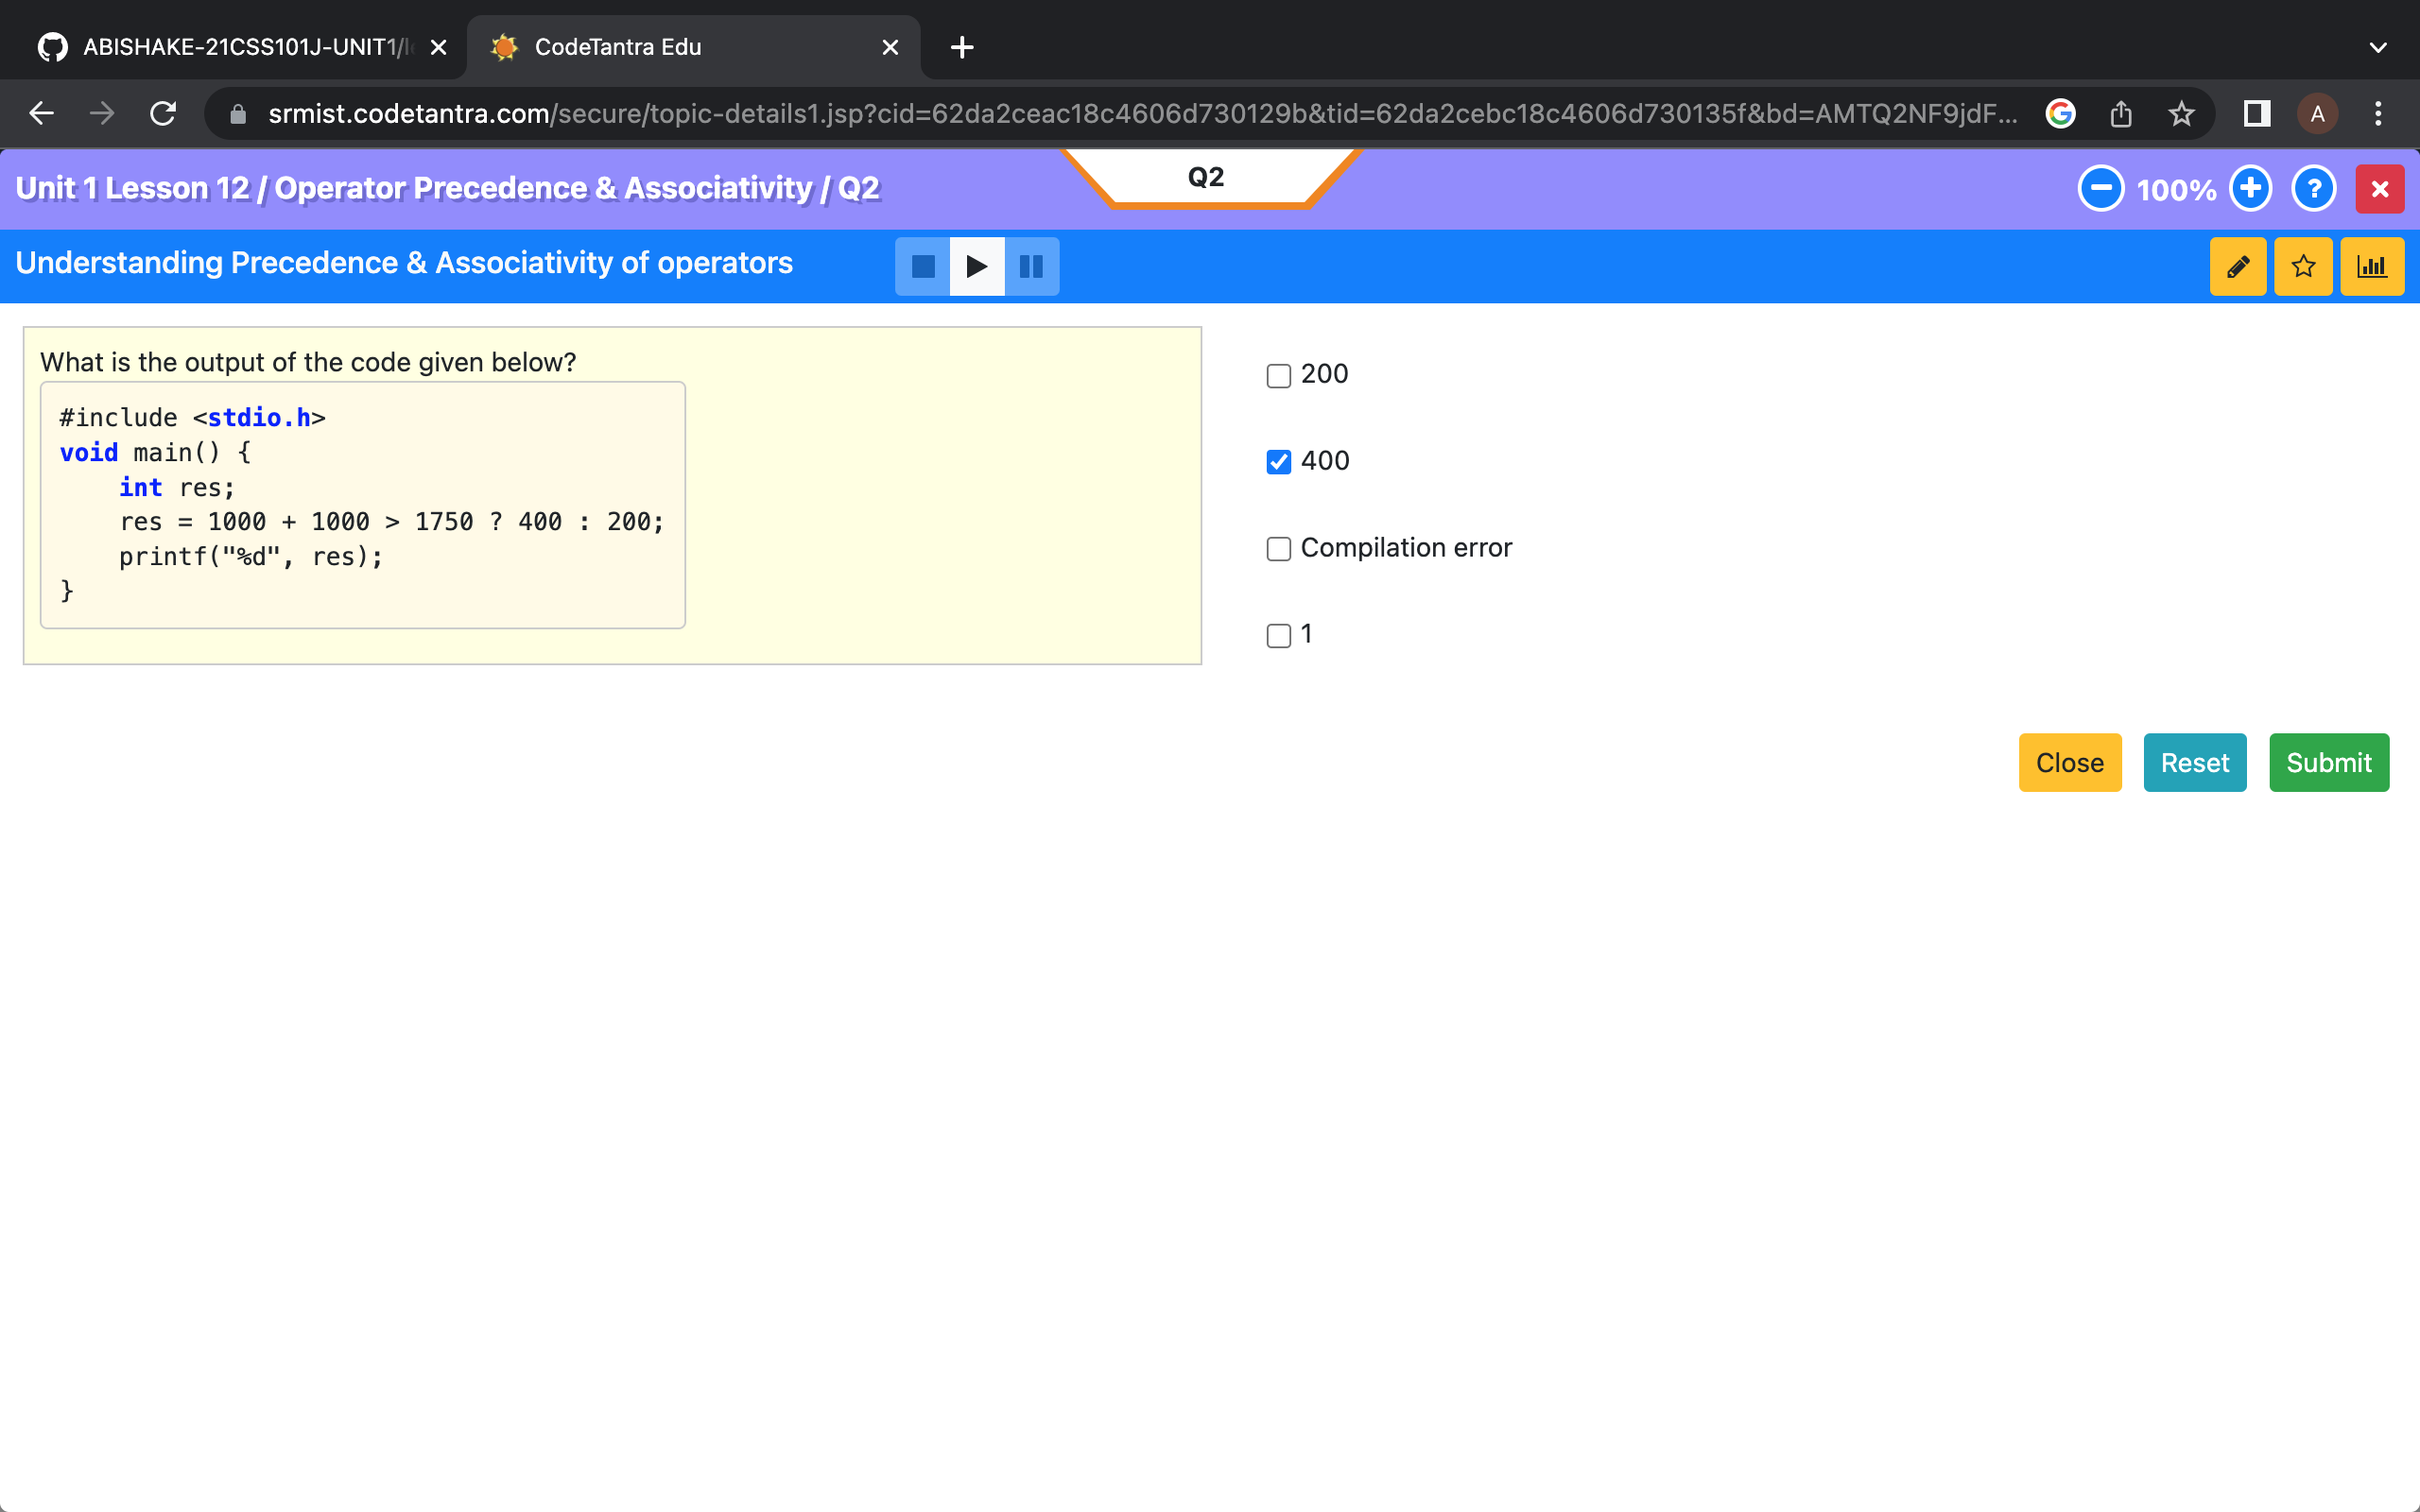 ABISHAKE-21CSS101J-UNIT1/l
CodeTantra Edu
srmist.codetantra.com/secure/topic-details1.jsp?cid=62da2ceac18c4606d730129b&tid=62da2cebc18c4606d730135f&bd=AMTQ2NF9jdF...
A
Unit 1 Lesson 12 / Operator Precedence & Associativity / Q2
Q2
100%
?
Understanding Precedence & Associativity of operators
What is the output of the code given below?
#include <stdio.h>
void main() {
    int res;
    res = 1000 + 1000 > 1750 ? 400 : 200;
    printf("%d", res);
}
200
400
Compilation error
1
Close
Reset
Submit